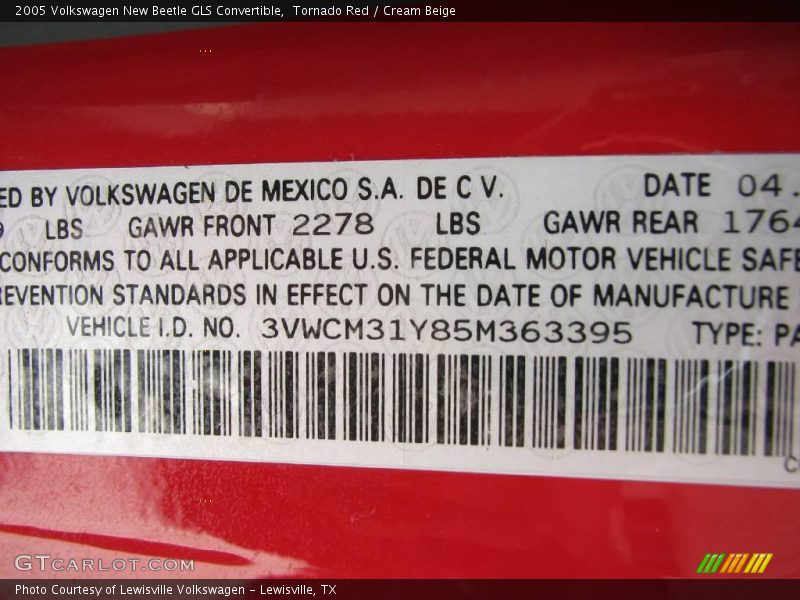 2005 Volkswagen New Beetle GLS Convertible,  Tornado Red / Cream Beige
ED BY VOLKSWAGEN DE MEXICO S.A. DE C V. DATE 04.
LBS GAWR FRONT 2278 LBS GAWR REAR 1764
CONFORMS TO ALL APPLICABLE U.S. FEDERAL MOTOR VEHICLE SAFE
REVENTION STANDARDS IN EFFECT ON THE DATE OF MANUFACTURE
VEHICLE I.D. NO. 3VWCM31Y85M363395 TYPE: PA
GTCARLOT.COM
Photo Courtesy of Lewisville Volkswagen - Lewisville, TX